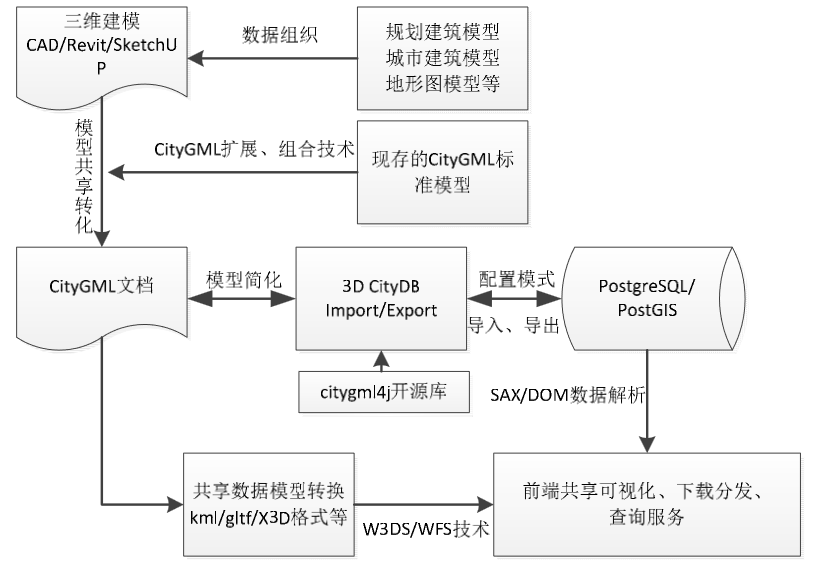 三维建模
CAD/Revit/SketchU
P
数据组织
规划建筑模型
城市建筑模型
地形图模型等
模型共享转化
CityGML扩展、组合技术
现存的CityGML标
准模型
CityGML文档
模型简化
3D CityDB
Import/Export
配置模式
导入、导出
PostgreSQL/
PostGIS
citygml4j开源库
SAX/DOM数据解析
共享数据模型转换
kml/gltf/X3D格式等
W3DS/WFS技术
前端共享可视化、下载分发、
查询服务